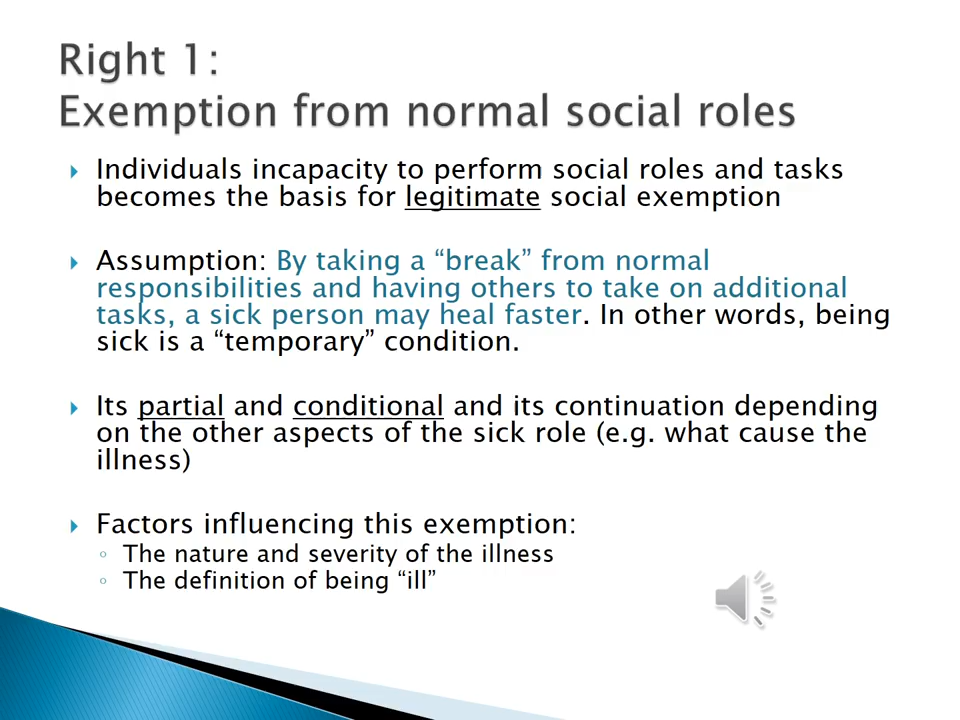 Right 1:
Exemption from normal social roles
Individuals incapacity to perform social roles and tasks
becomes the basis for legitimate social exemption
Assumption: By taking a “break” from normal
responsibilities and having others to take on additional
tasks, a sick person may heal faster. In other words, being
sick is a “temporary” condition.
Its partial and conditional and its continuation depending
on the other aspects of the sick role (e.g. what cause the
illness)
Factors influencing this exemption:
The nature and severity of the illness
The definition of being “ill”